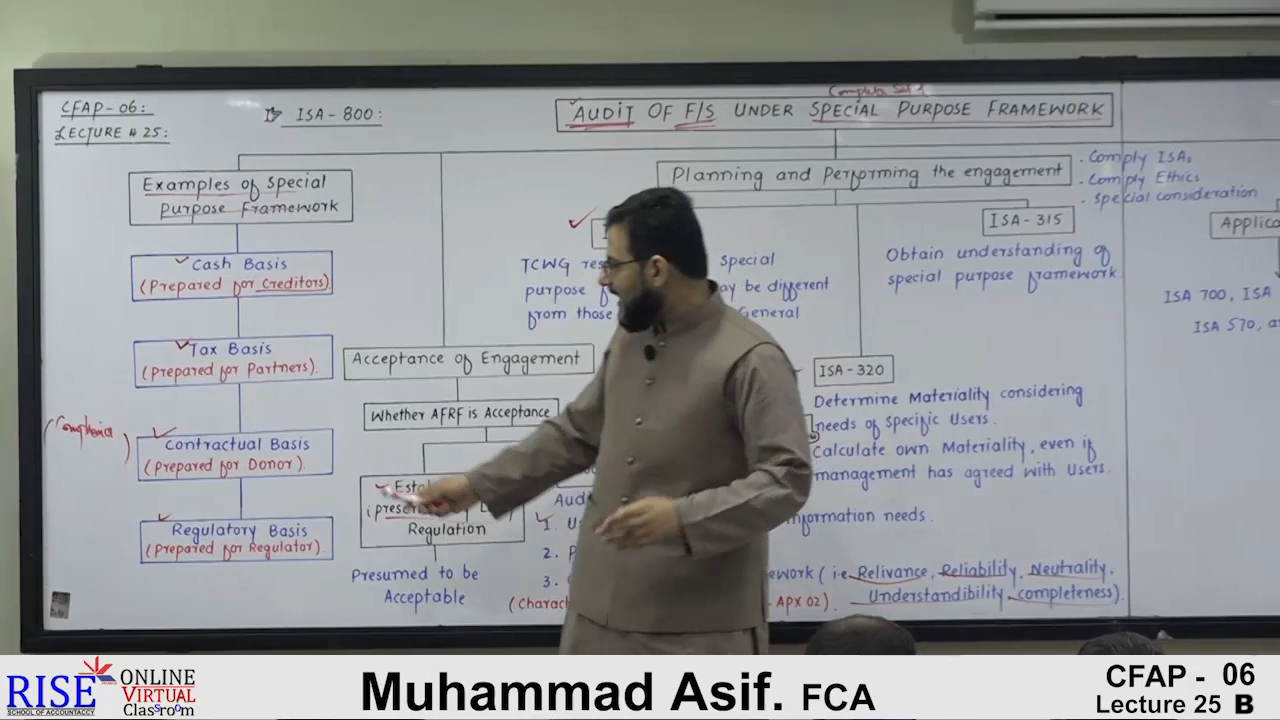 CFAP-06:
LECTURE # 25:
ISA-800:
AUDIT OF F/S UNDER SPECIAL PURPOSE FRAMEWORK
Examples of Special
Purpose Framework
Cash Basis
(Prepared for Creditors)
Tax Basis
(Prepared for Partners).
Contractual Basis
(Prepared for Donor).
Regulatory Basis
(Prepared for Regulator).
Acceptance of Engagement
Whether AFRF is Acceptance
Regulation
Presumed to be
Acceptable
1.
2.
3.
APX 02).
(i.e Relivance, Reliability, Neutrality,
Understandibility completeness).
information needs.
Planning and Performing the engagement
. Comply ISAs
. Comply Ethics
. Special consideration
TCWG
Special
purpose
may be different
from those
General
ISA-315
Obtain understanding of
special purpose framework
ISA-320
Determine Materiality considering
needs of Specific Users.
Calculate own Materiality, even if
management has agreed with Users.
ISA 700, ISA
ISA 570,
RISE
SCHOOL OF ACCOUNTANCY
ONLINE
VIRTUAL
Classroom
Muhammad Asif. FCA
CFAP - 06
Lecture 25 B